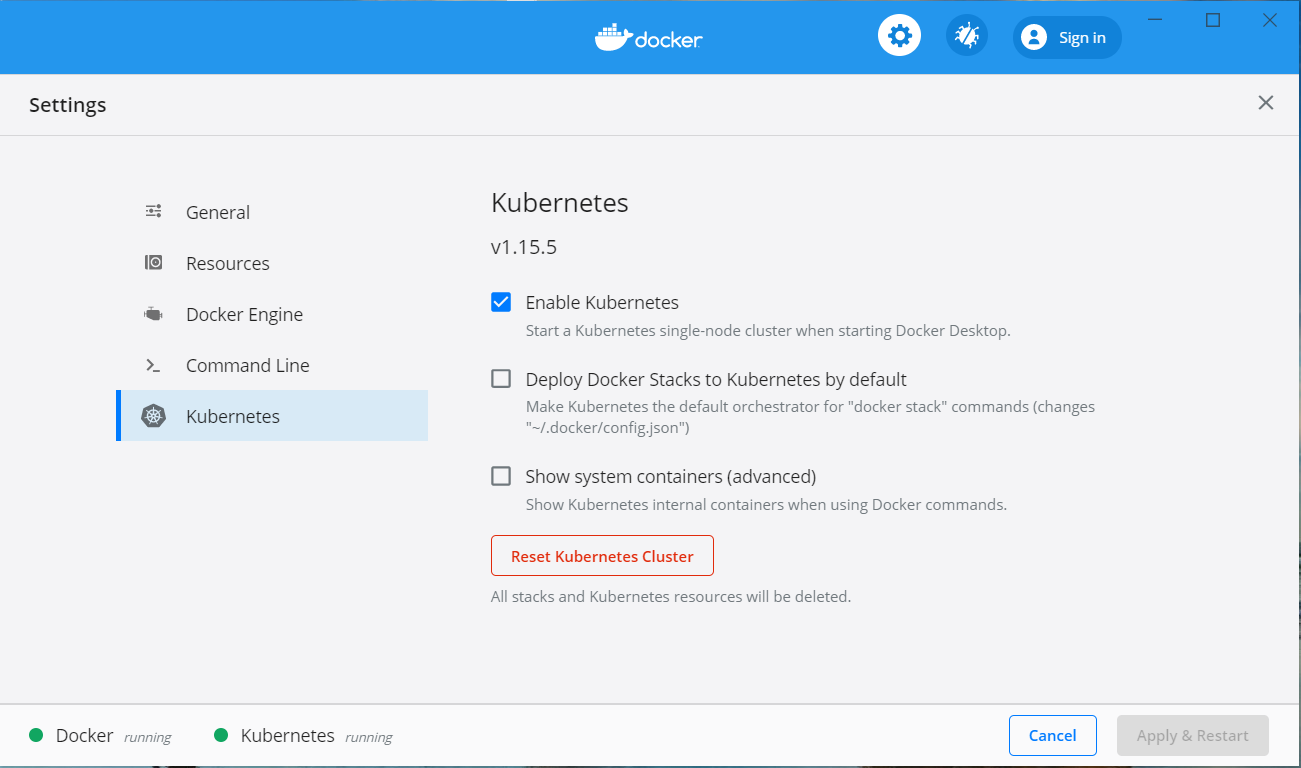 docker
Sign in
Settings
General
Resources
Docker Engine
Command Line
Kubernetes
Kubernetes
v1.15.5
Enable Kubernetes
Start a Kubernetes single-node cluster when starting Docker Desktop.
Deploy Docker Stacks to Kubernetes by default
Make Kubernetes the default orchestrator for "docker stack" commands (changes
"~/.docker/config.json")
Show system containers (advanced)
Show Kubernetes internal containers when using Docker commands.
Reset Kubernetes Cluster
All stacks and Kubernetes resources will be deleted.
Docker running
Kubernetes running
Cancel
Apply & Restart